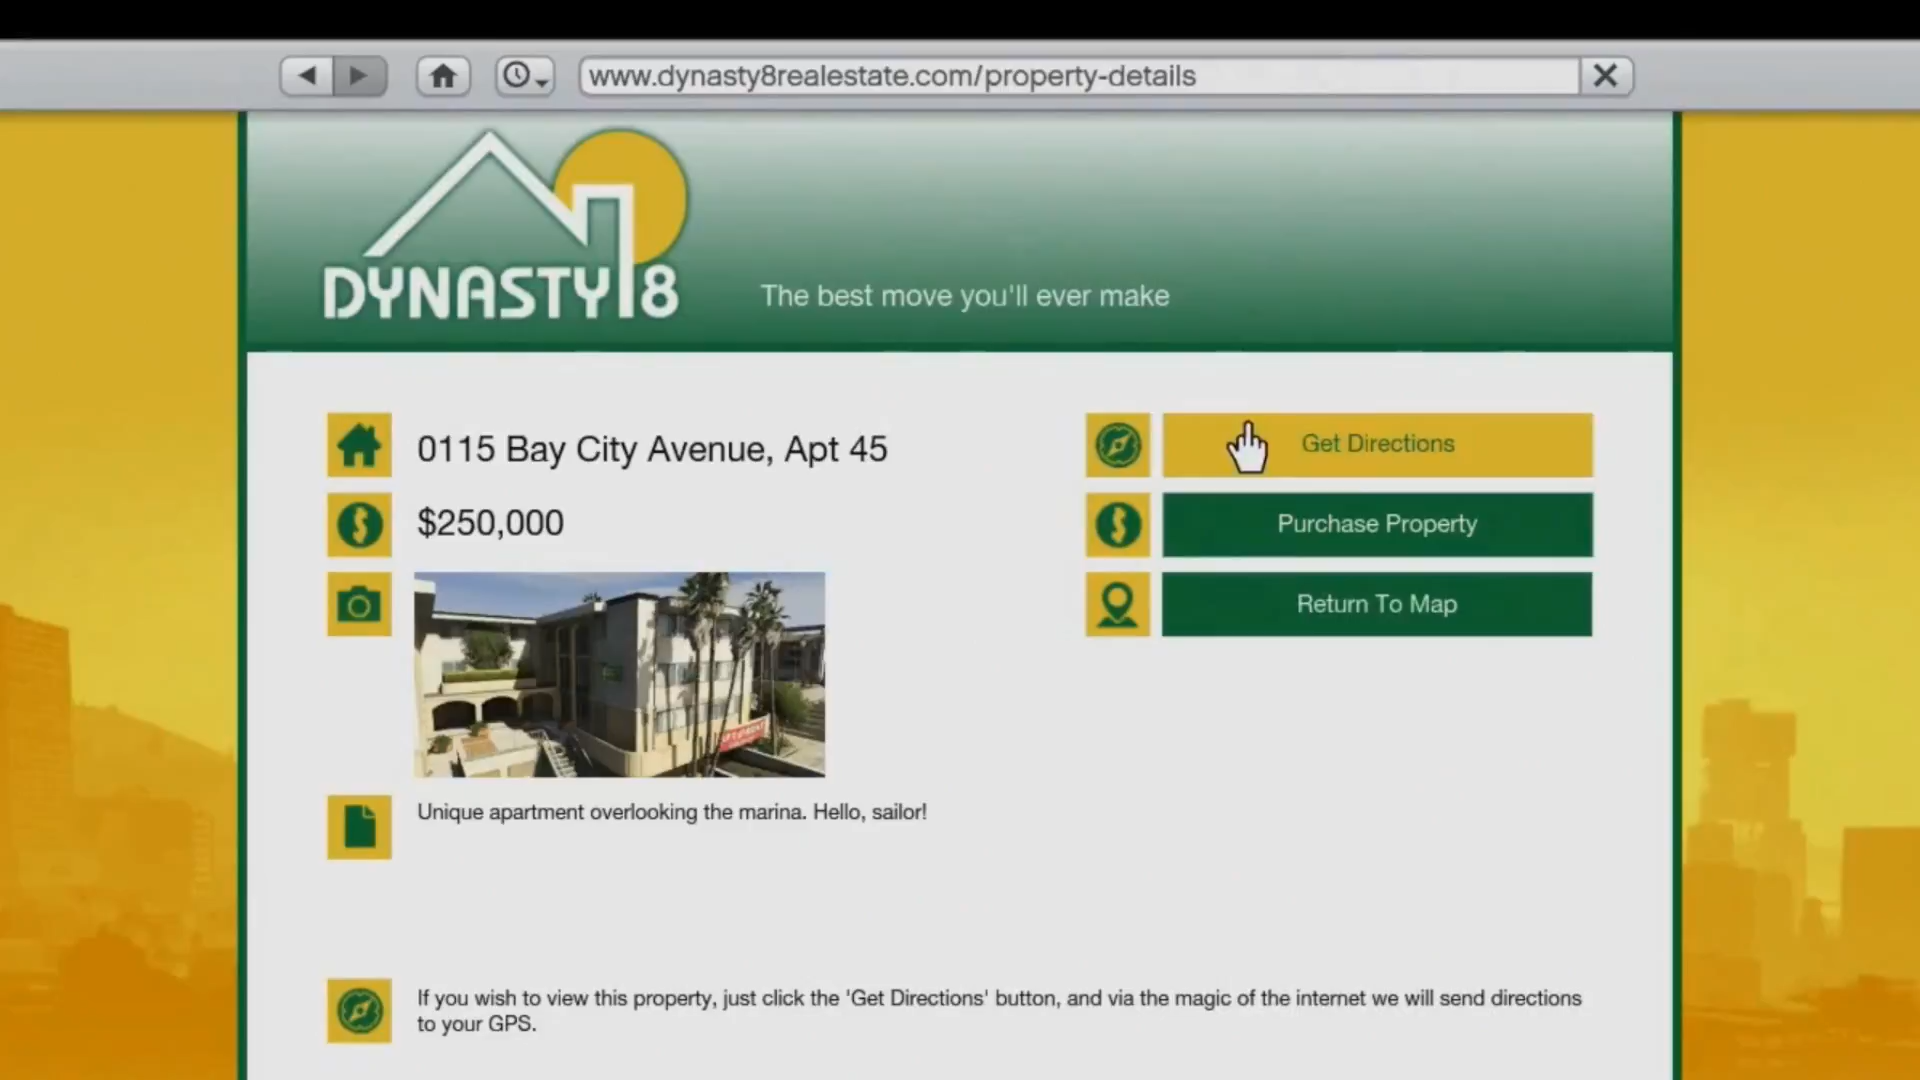 www.dynasty8realestate.com/property-details
DYNASTY 8
The best move you'll ever make
0115 Bay City Avenue, Apt 45
$250,000
Get Directions
Purchase Property
Return To Map
Unique apartment overlooking the marina. Hello, sailor!
If you wish to view this property, just click the 'Get Directions' button, and via the magic of the internet we will send directions
to your GPS.